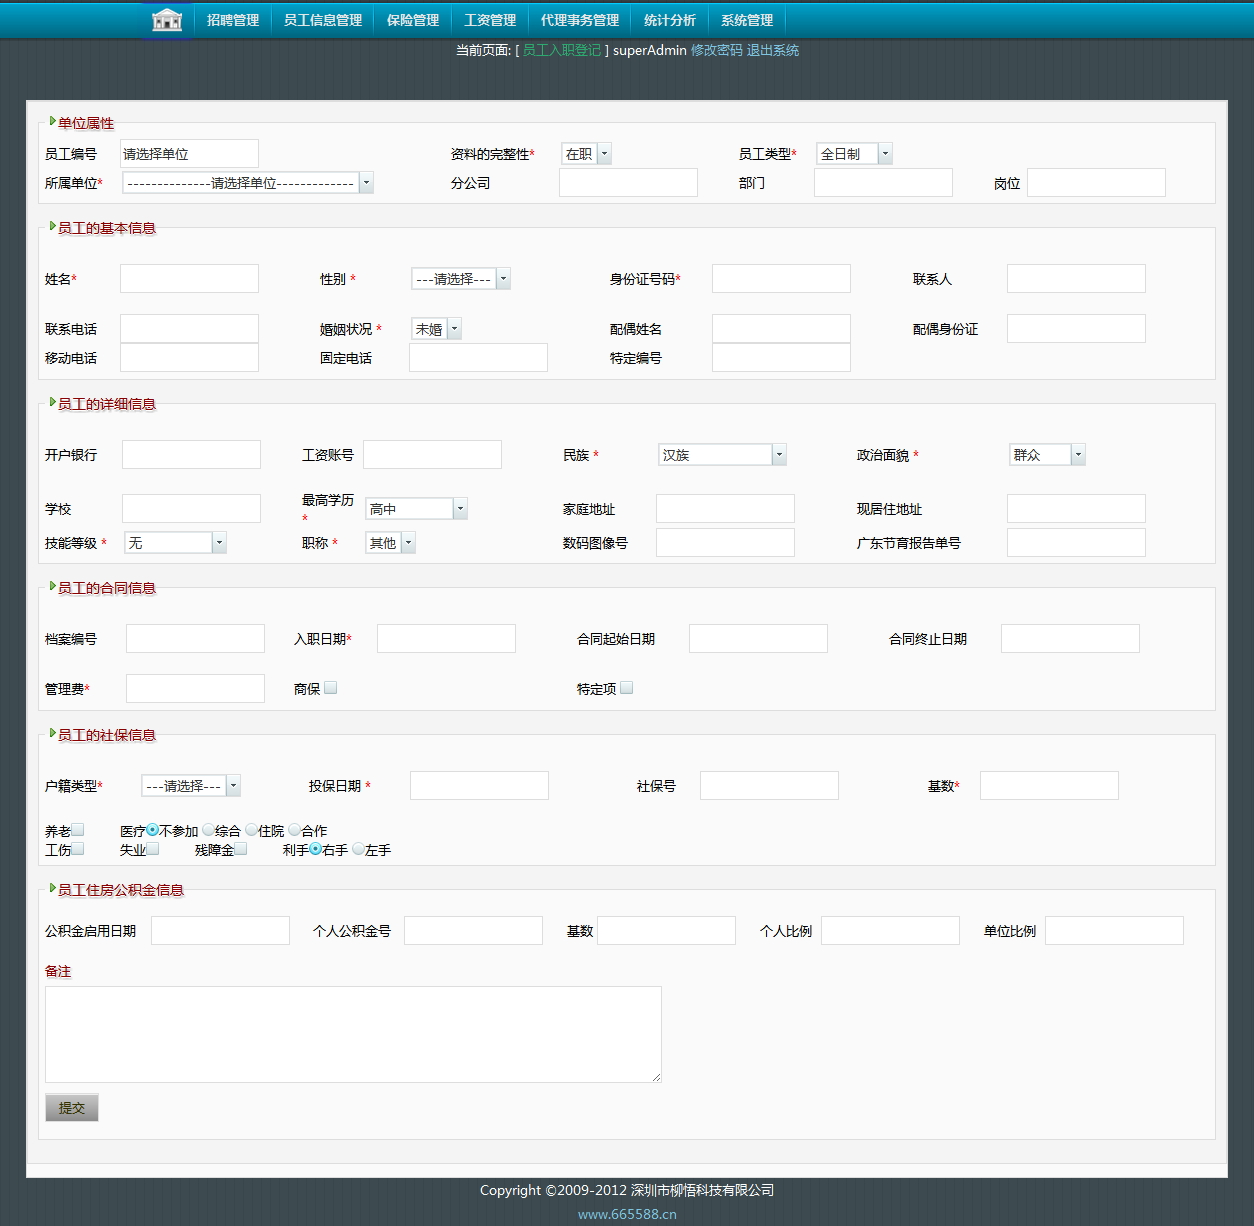 招聘管理 员工信息管理 保险管理 工资管理 代理事务管理 统计分析 系统管理
当前页面: [ 员工入职登记 ] superAdmin 修改密码 退出系统
单位属性
员工编号 请选择单位 资料的完整性* 在职 员工类型* 全日制
所属单位* --------------请选择单位------------- 分公司 部门 岗位
员工的基本信息
姓名* 性别 * ---请选择--- 身份证号码* 联系人
联系电话 婚姻状况 * 未婚 配偶姓名 配偶身份证
移动电话 固定电话 特定编号
员工的详细信息
开户银行 工资账号 民族 * 汉族 政治面貌 * 群众
学校 最高学历 * 高中 家庭地址 现居住地址
技能等级 * 无 职称 * 其他 数码图像号 广东节育报告单号
员工的合同信息
档案编号 入职日期* 合同起始日期 合同终止日期
管理费* 商保 特定项
员工的社保信息
户籍类型* ---请选择--- 投保日期 * 社保号 基数*
养老 医疗 不参加 综合 住院 合作
工伤 失业 残障金 利手 右手 左手
员工住房公积金信息
公积金启用日期 个人公积金号 基数 个人比例 单位比例
备注
提交
Copyright ©2009-2012 深圳市柳悟科技有限公司
www.665588.cn